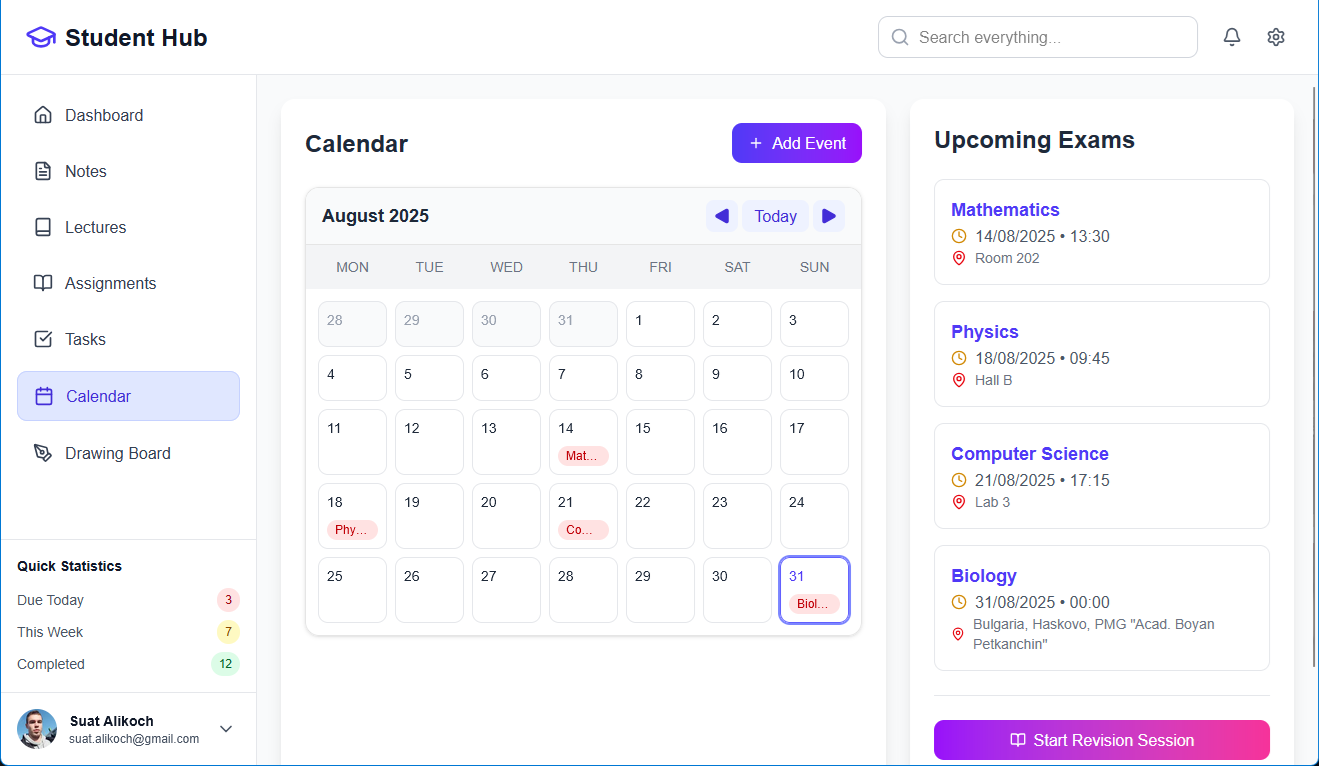 Student Hub
Search everything...
Dashboard
Notes
Lectures
Assignments
Tasks
Calendar
Drawing Board
Quick Statistics
Due Today 3
This Week 7
Completed 12
Suat Alikoch
suat.alikoch@gmail.com
Calendar
+ Add Event
August 2025
Today
MON TUE WED THU FRI SAT SUN
28 29 30 31 1 2 3
4 5 6 7 8 9 10
11 12 13 14 15 16 17
Mat...
18 19 20 21 22 23 24
Phy... Co...
25 26 27 28 29 30 31
Biol...
Upcoming Exams
Mathematics
14/08/2025 • 13:30
Room 202
Physics
18/08/2025 • 09:45
Hall B
Computer Science
21/08/2025 • 17:15
Lab 3
Biology
31/08/2025 • 00:00
Bulgaria, Haskovo, PMG "Acad. Boyan
Petkanchin"
Start Revision Session